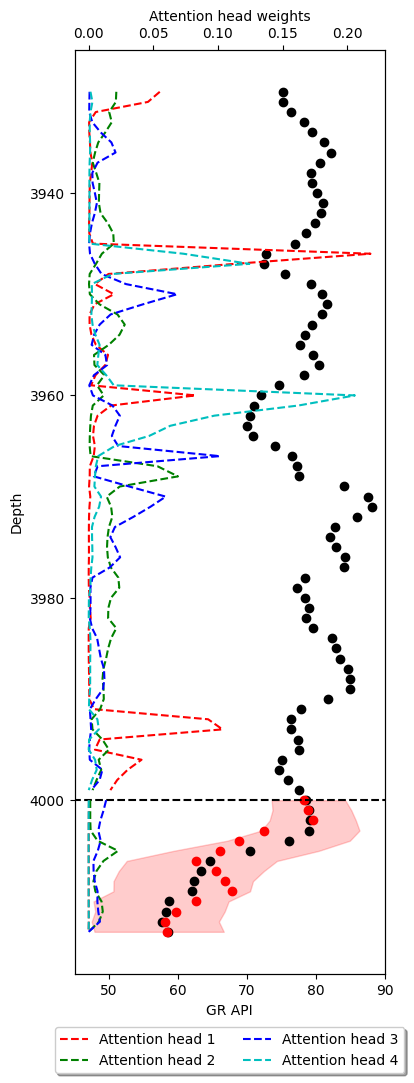 Attention head weights
0.00 0.05 0.10 0.15 0.20
3940
3960
Depth
3980
4000
50 60 70 80 90
GR API
Attention head 1 Attention head 3
Attention head 2 Attention head 4